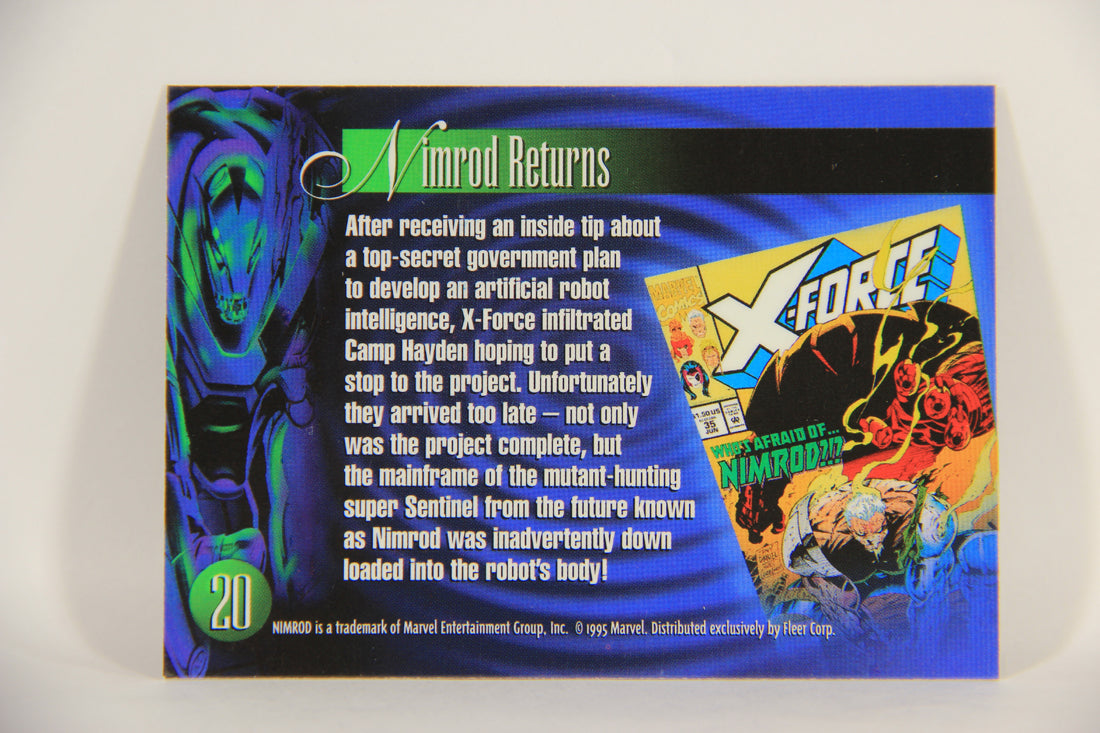 Nimrod Returns
After receiving an inside tip about
a top-secret government plan
to develop an artificial robot
intelligence, X-Force infiltrated
Camp Hayden hoping to put a
stop to the project. Unfortunately
they arrived too late — not only
was the project complete, but
the mainframe of the mutant-hunting
super Sentinel from the future known
as Nimrod was inadvertently down
loaded into the robot's body!
MARVEL
COMICS
X-FORCE
$1.50 US
35
JUN
WHO'S AFRAID OF...
NIMROD?!?
20
NIMROD is a trademark of Marvel Entertainment Group, Inc. © 1995 Marvel. Distributed exclusively by Fleer Corp.